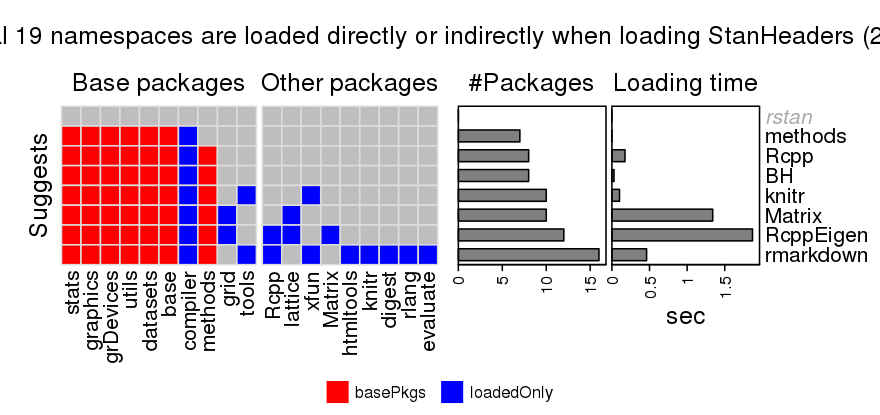 19 namespaces are loaded directly or indirectly when loading StanHeaders
Base packages
Other packages
#Packages
Loading time
Suggests
rstan
methods
Rcpp
BH
knitr
Matrix
RcppEigen
rmarkdown
stats
graphics
grDevices
utils
datasets
base
compiler
methods
grid
tools
Rcpp
lattice
xfun
Matrix
htmltools
knitr
digest
rlang
evaluate
0
5
10
15
0
0.5
1
1.5
sec
basePkgs
loadedOnly